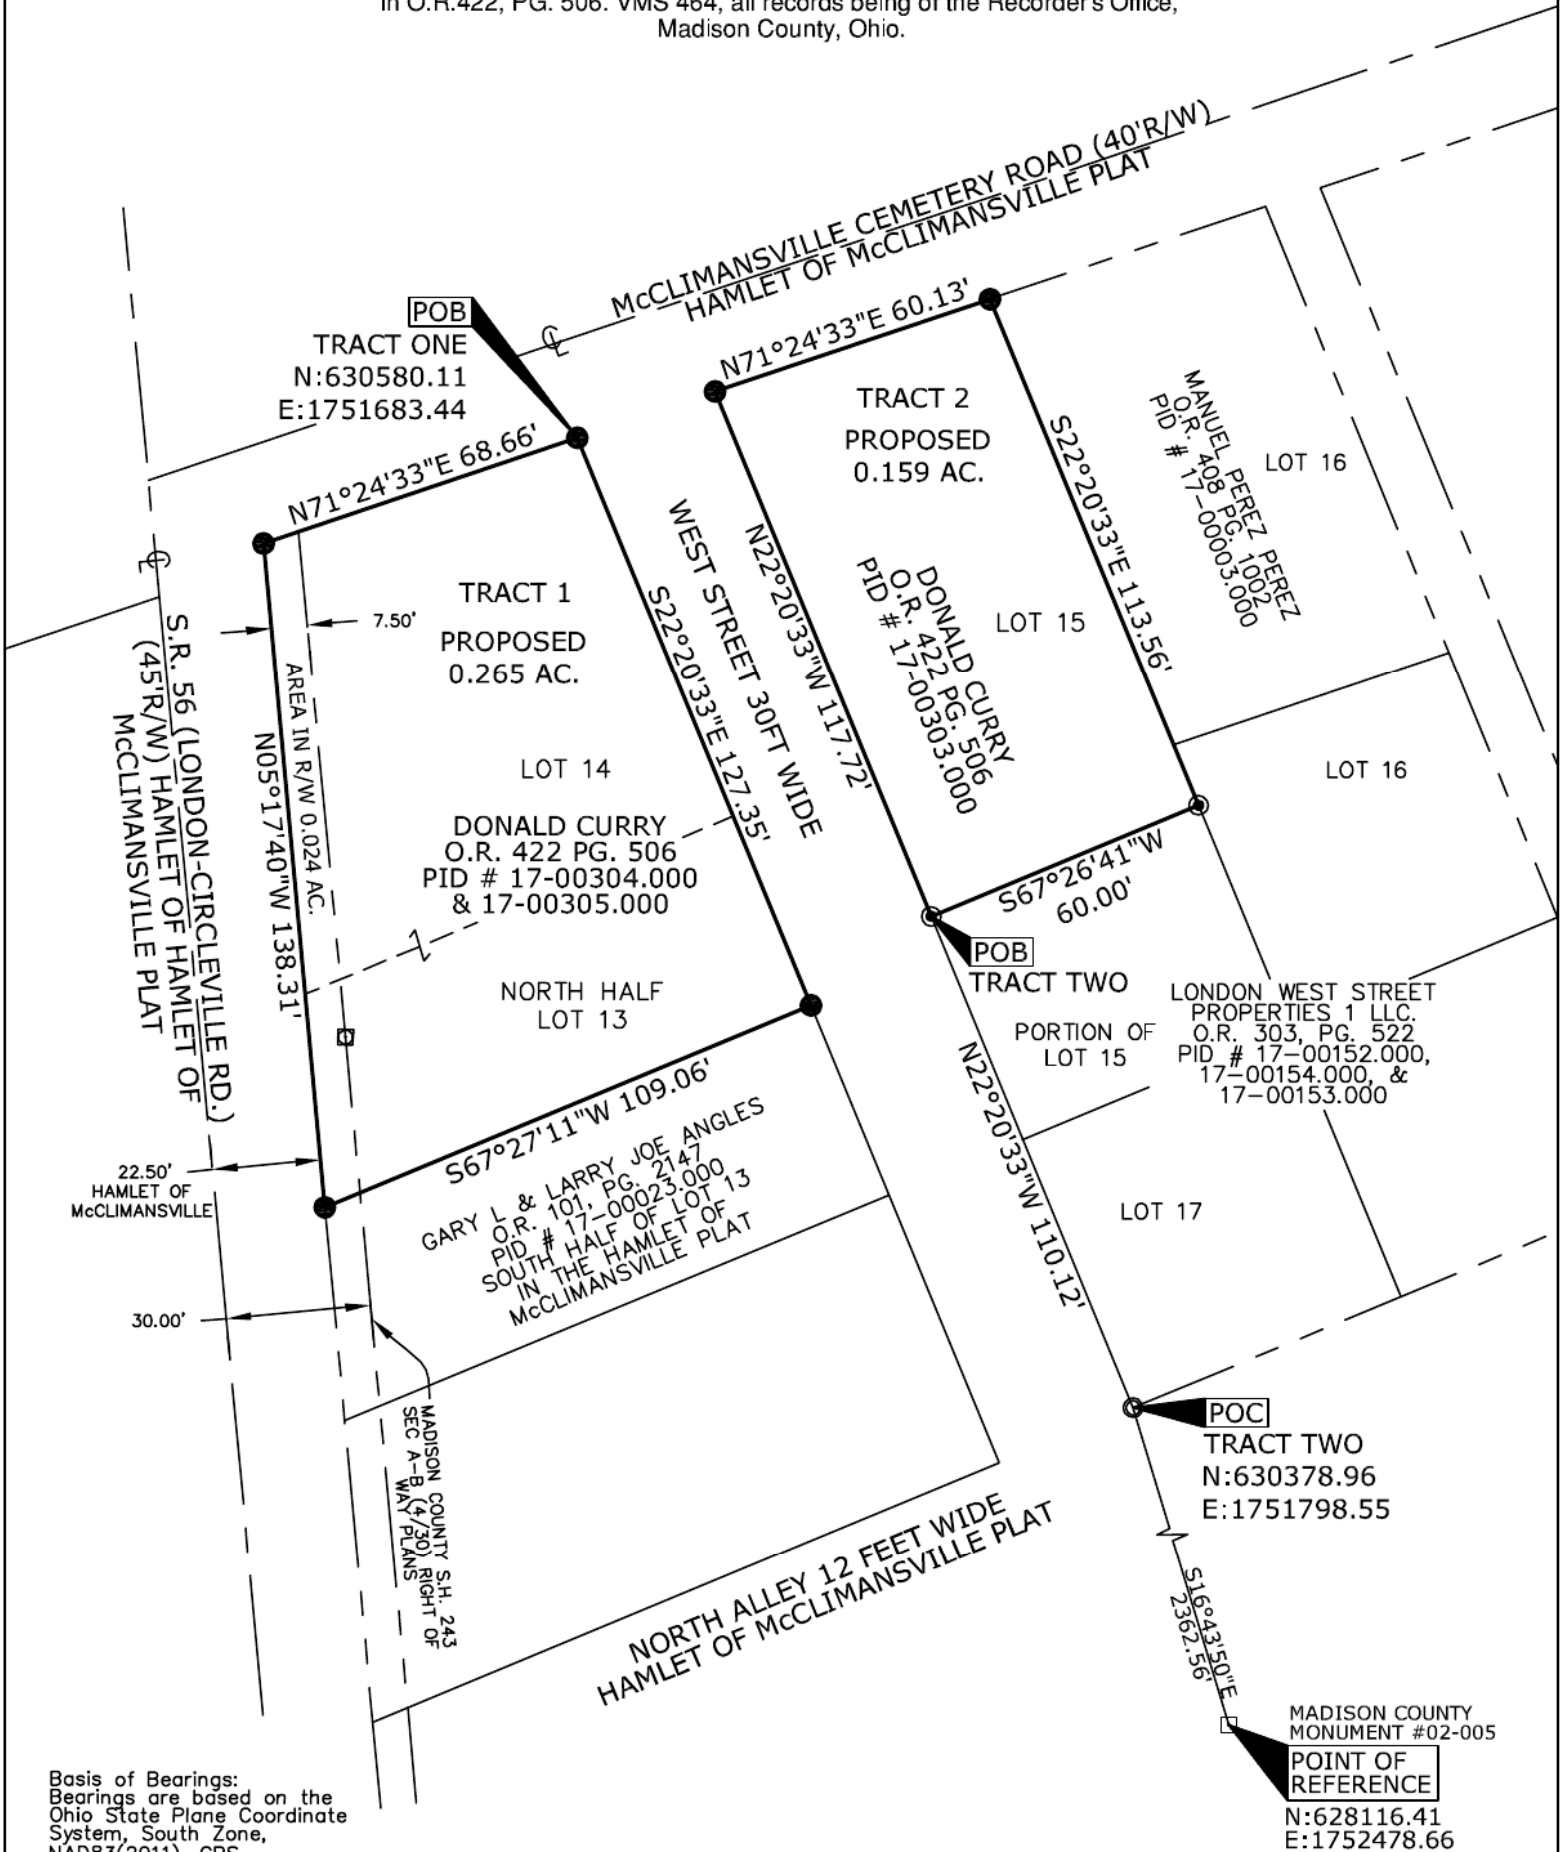 in O.R.422, PG. 506. VMS 464, all records being of the Recorder's Office,
Madison County, Ohio.
McCLIMANSVILLE CEMETERY ROAD (40'R/W)
HAMLET OF McCLIMANSVILLE PLAT
POB
TRACT ONE
N:630580.11
E:1751683.44
N71°24'33"E 68.66'
N71°24'33"E 60.13'
TRACT 2
PROPOSED
0.159 AC.
S22°20'33"E 113.56'
MANUEL PEREZ PEREZ
O.R. 408 PG. 1002
PID # 17-00003.000
LOT 16
TRACT 1
PROPOSED
0.265 AC.
7.50'
AREA IN R/W 0.024 AC.
N05°17'40"W 138.31'
S.R. 56 (LONDON-CIRCLEVILLE RD.)
(45'R/W) HAMLET OF HAMLET OF
McCLIMANSVILLE PLAT
S22°20'33"E 127.35'
WEST STREET 30FT WIDE
N22°20'33"W 117.72'
DONALD CURRY
O.R. 422 PG. 506
PID # 17-00303.000
LOT 15
LOT 14
DONALD CURRY
O.R. 422 PG. 506
PID # 17-00304.000
& 17-00305.000
LOT 16
S67°26'41"W
60.00'
POB
TRACT TWO
NORTH HALF
LOT 13
PORTION OF
LOT 15
LONDON WEST STREET
PROPERTIES 1 LLC.
O.R. 303, PG. 522
PID # 17-00152.000,
17-00154.000, &
17-00153.000
S67°27'11"W 109.06'
GARY L & LARRY JOE ANGLES
O.R. 101, PG. 2147
PID # 17-00023.000
SOUTH HALF OF LOT 13
IN THE HAMLET OF
McCLIMANSVILLE PLAT
N22°20'33"W 110.12'
LOT 17
22.50'
HAMLET OF
McCLIMANSVILLE
30.00'
MADISON COUNTY S.H. 243
SEC A-B (4/30) RIGHT OF
WAY PLANS
POC
TRACT TWO
N:630378.96
E:1751798.55
NORTH ALLEY 12 FEET WIDE
HAMLET OF McCLIMANSVILLE PLAT
S16°43'50"E
2362.56'
MADISON COUNTY
MONUMENT #02-005
POINT OF
REFERENCE
N:628116.41
E:1752478.66
Basis of Bearings:
Bearings are based on the
Ohio State Plane Coordinate
System, South Zone,
NAD83(2011), GPS